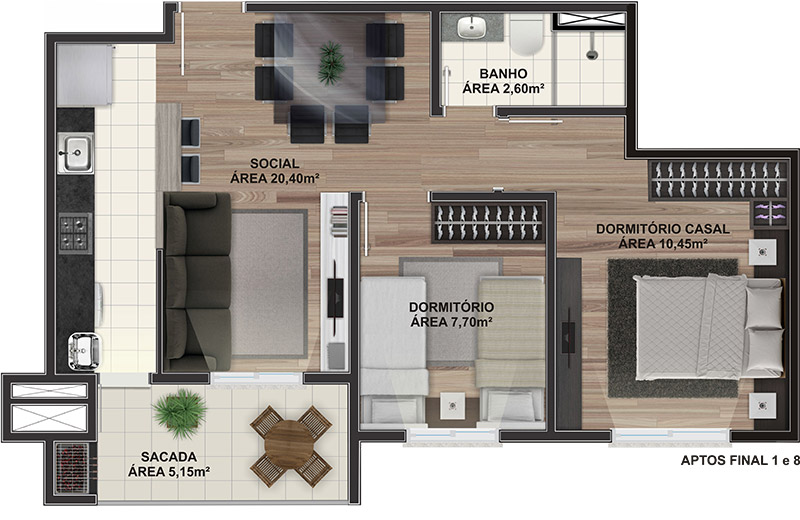 BANHO
ÁREA 2,60m²
SOCIAL
ÁREA 20,40m²
DORMITÓRIO CASAL
ÁREA 10,45m²
DORMITÓRIO
ÁREA 7,70m²
SACADA
ÁREA 5,15m²
APTOS FINAL 1 e 8